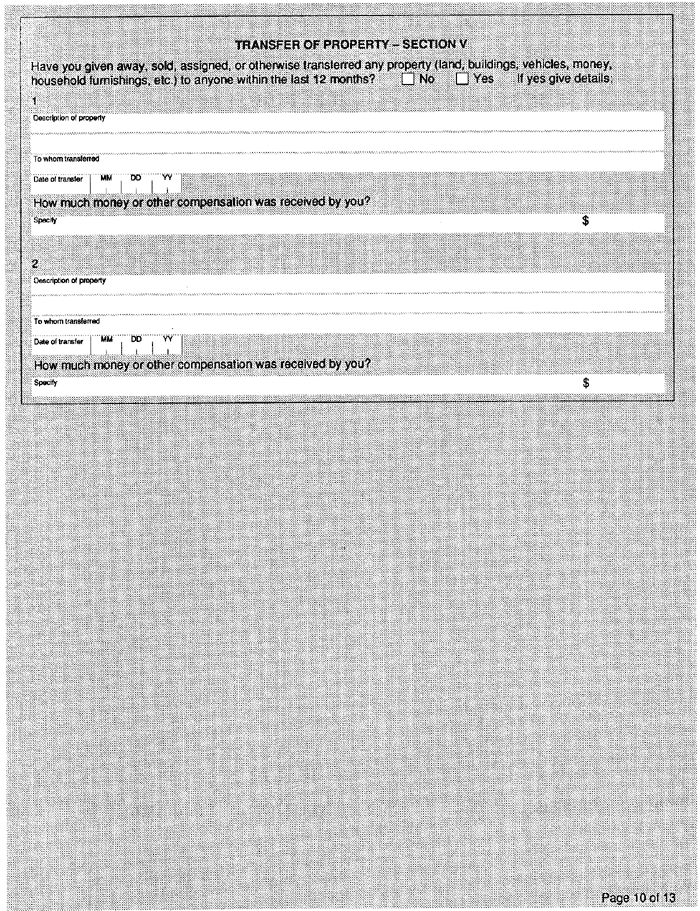 TRANSFER OF PROPERTY – SECTION V
Have you given away, sold, assigned, or otherwise transferred any property (land, buildings, vehicles, money,
household furnishings, etc.) to anyone within the last 12 months? No Yes If yes give details:
1
Description of property
To whom transferred
Date of transfer MM DD YY
How much money or other compensation was received by you?
Specify $
2
Description of property
To whom transferred
Date of transfer MM DD YY
How much money or other compensation was received by you?
Specify $
Page 10 of 13